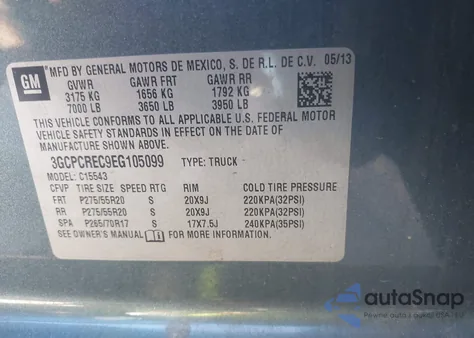 GM
MFD BY GENERAL MOTORS DE MEXICO, S. DE R.L. DE C.V. 05/13
GVWR GAWR FRT GAWR RR
3175 KG 1656 KG 1792 KG
7000 LB 3650 LB 3950 LB
THIS VEHICLE CONFORMS TO ALL APPLICABLE U.S. FEDERAL MOTOR
VEHICLE SAFETY STANDARDS IN EFFECT ON THE DATE OF
MANUFACTURE SHOWN ABOVE.
3GCPCREC9EG105099 TYPE: TRUCK
MODEL: C15543
CFVP TIRE SIZE SPEED RTG RIM COLD TIRE PRESSURE
FRT P275/55R20 S 20X9J 220KPA(32PSI)
RR P275/55R20 S 20X9J 220KPA(32PSI)
SPA P265/70R17 S 17X7.5J 240KPA(35PSI)
SEE OWNER'S MANUAL FOR MORE INFORMATION
autoSnap
Pewne auta z USA